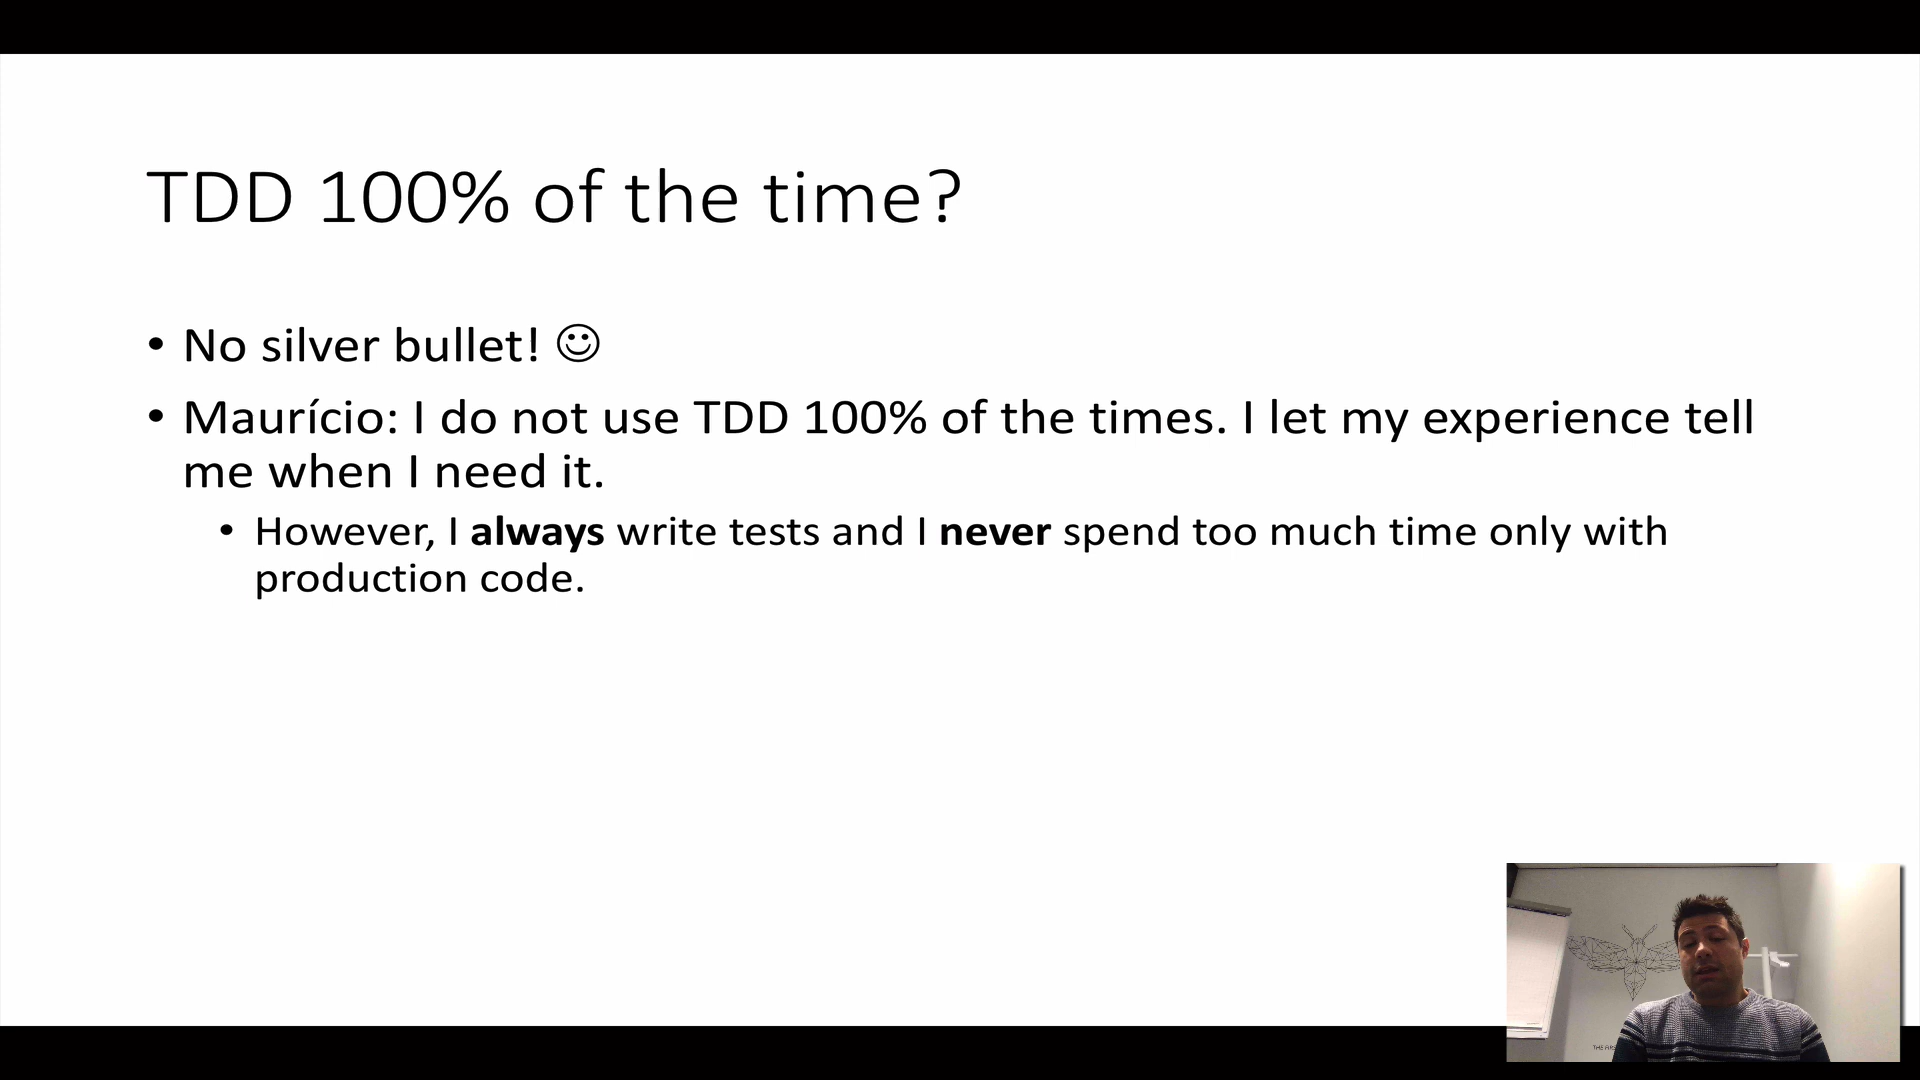 TDD 100% of the time?
• No silver bullet! ☺
• Maurício: I do not use TDD 100% of the times. I let my experience tell
me when I need it.
• However, I always write tests and I never spend too much time only with
production code.
THE FIRS